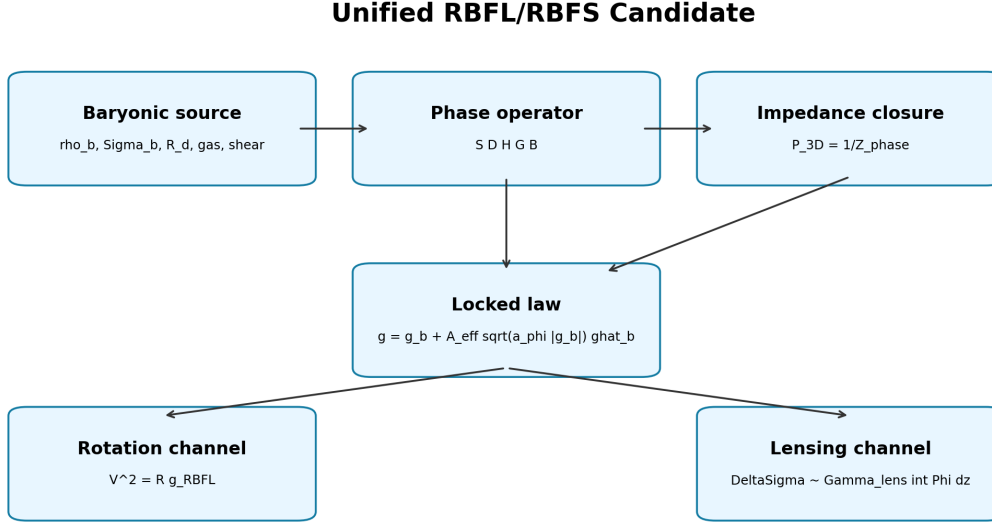 Unified RBFL/RBFS Candidate
Baryonic source
rho_b, Sigma_b, R_d, gas, shear
Phase operator
S D H G B
Impedance closure
P_3D = 1/Z_phase
Locked law
g = g_b + A_eff sqrt(a_phi |g_b|) ghat_b
Rotation channel
V^2 = R g_RBFL
Lensing channel
DeltaSigma ~ Gamma_lens int Phi dz